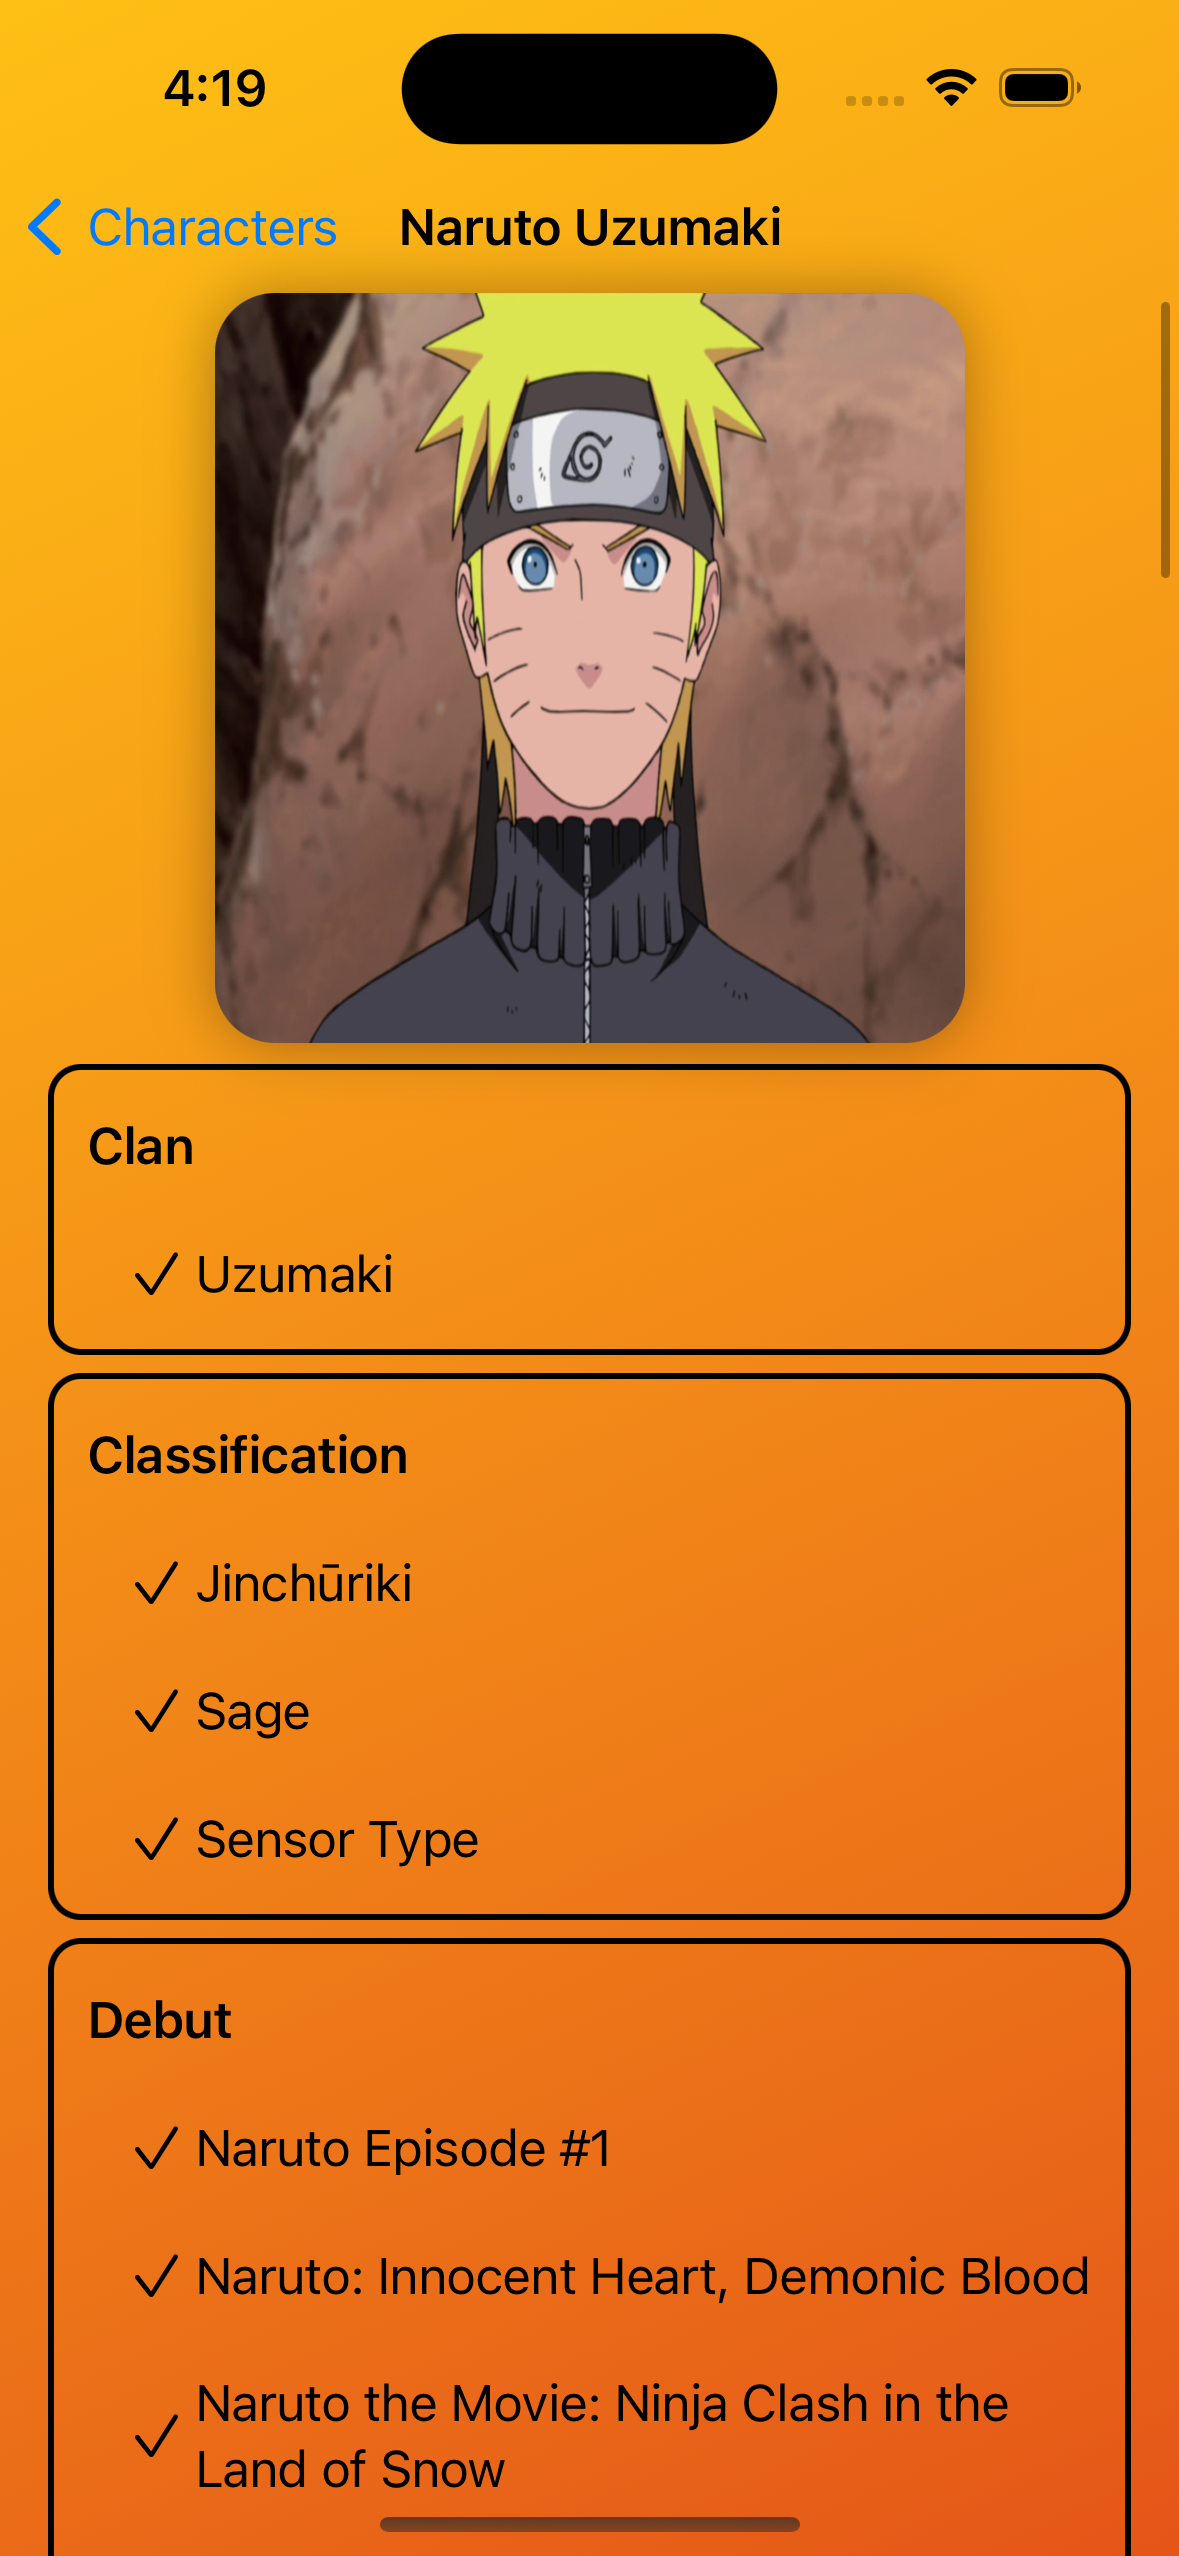 4:19
Characters
Naruto Uzumaki
Clan
Uzumaki
Classification
Jinchūriki
Sage
Sensor Type
Debut
Naruto Episode #1
Naruto: Innocent Heart, Demonic Blood
Naruto the Movie: Ninja Clash in the
Land of Snow